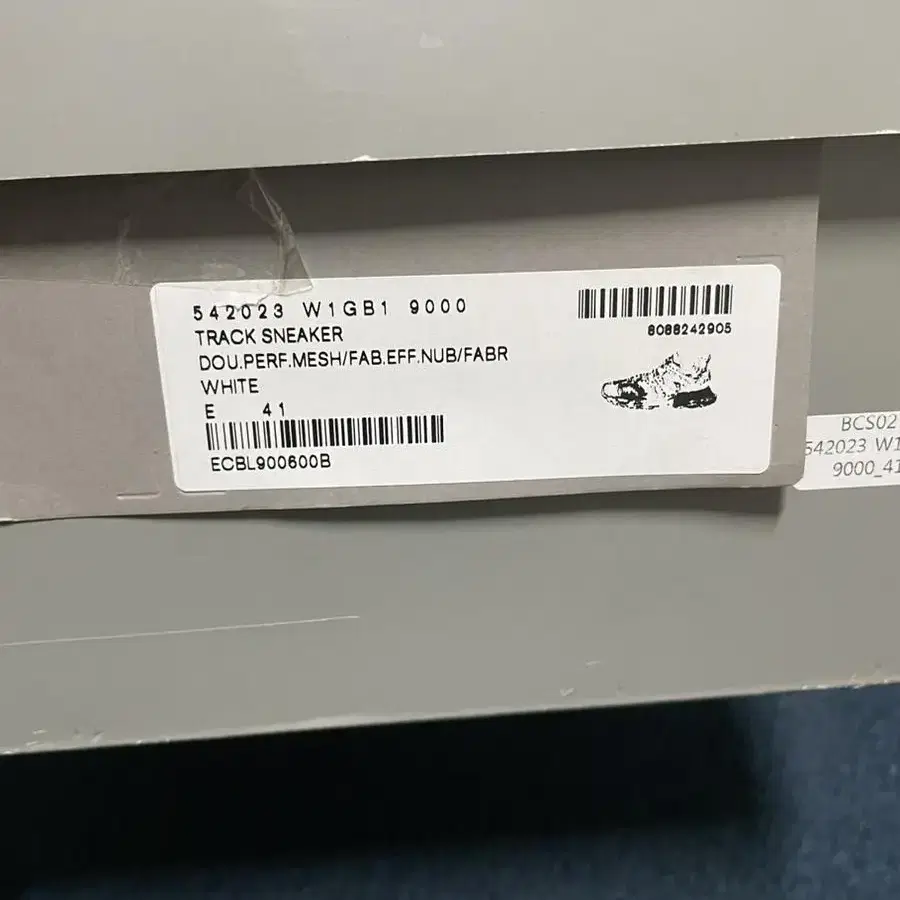 542023 W1GB1 9000
TRACK SNEAKER
DOU.PERF.MESH/FAB.EFF.NUB/FABR
WHITE
E 41
ECBL900600B
8088242905
BCS02
542023 W1
9000_41